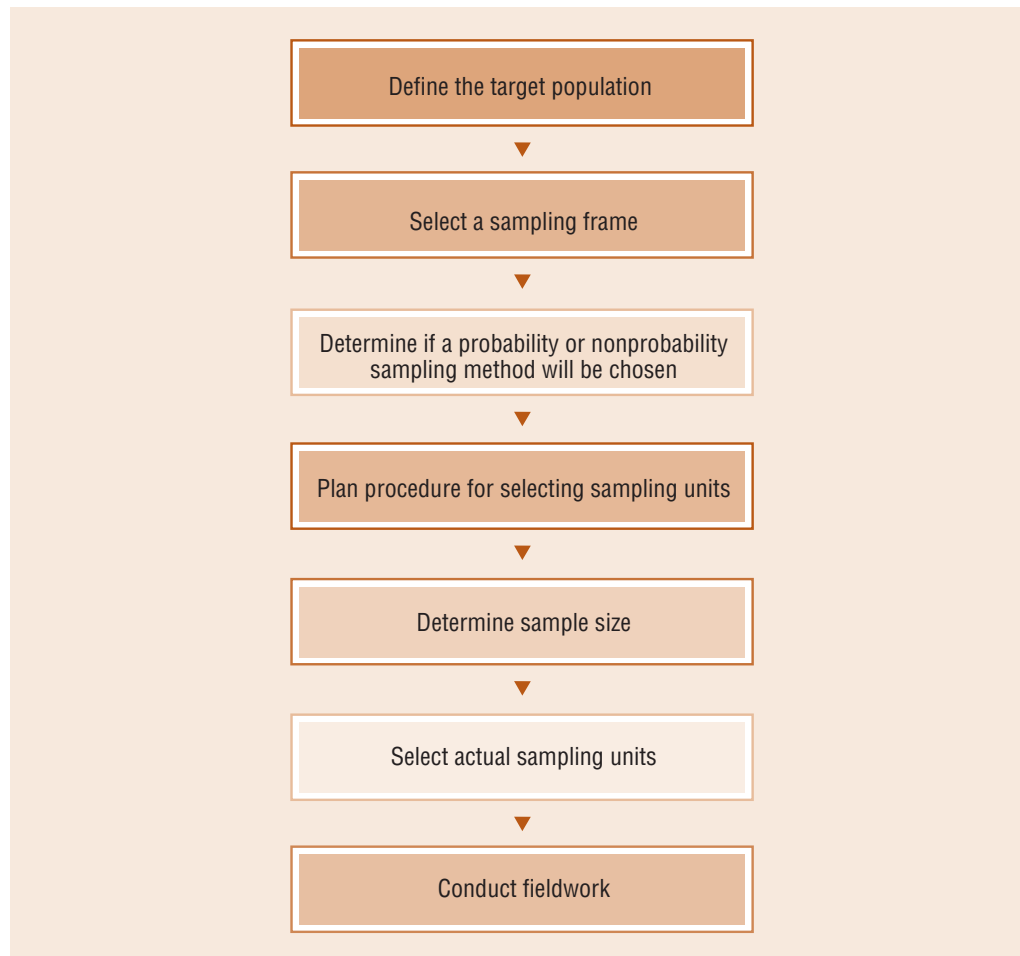 Define the target population
Select a sampling frame
Determine if a probability or nonprobability
sampling method will be chosen
Plan procedure for selecting sampling units
Determine sample size
Select actual sampling units
Conduct fieldwork